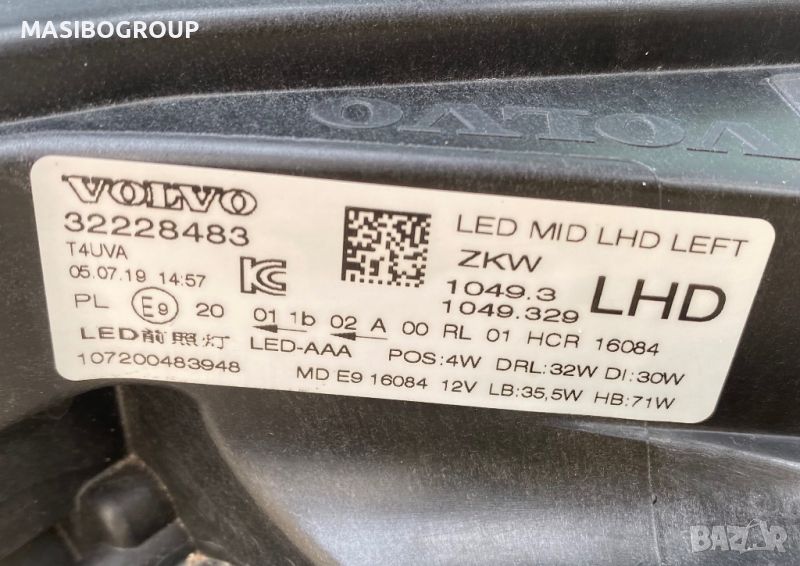 MASIBOGROUP
VOLVO
VOLVO
32228483
T4UVA
05.07.19 14:57
PL E9 20 01 1b 02 A 00 RL 01 HCR 16084
LED前照灯 LED-AAA POS:4W DRL:32W DI:30W
107200483948 MD E9 16084 12V LB:35,5W HB:71W
LED MID LHD LEFT
ZKW
1049.3
1049.329
LHD
BAZAR